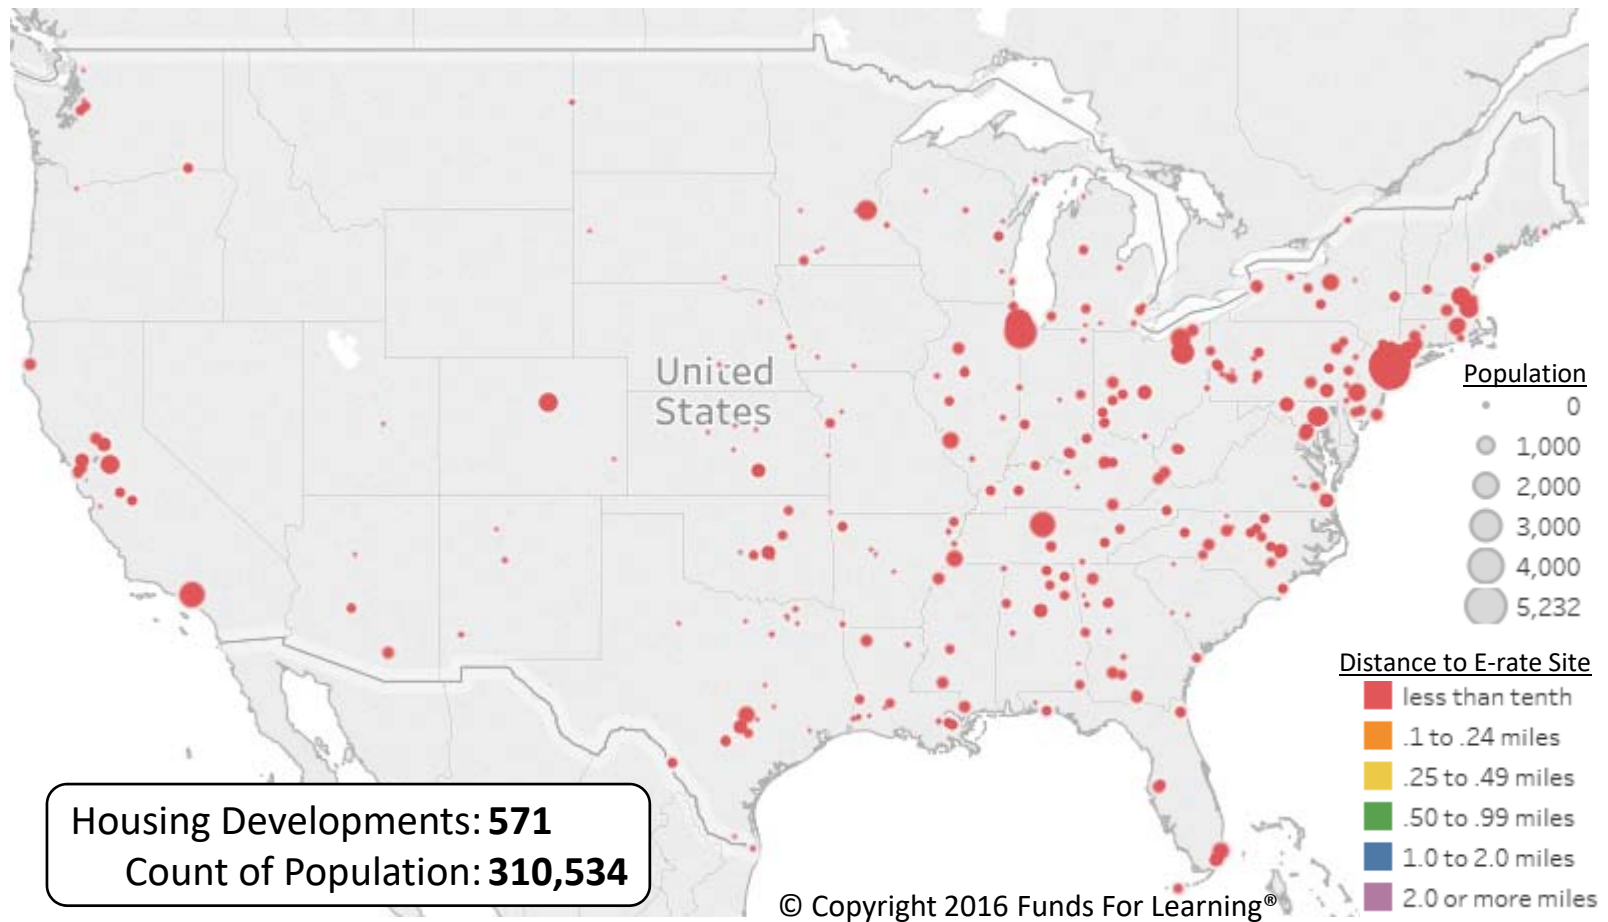 United
States
Population
0
1,000
2,000
3,000
4,000
5,232
Distance to E-rate Site
less than tenth
.1 to .24 miles
.25 to .49 miles
.50 to .99 miles
1.0 to 2.0 miles
2.0 or more miles
Housing Developments: 571
Count of Population: 310,534
© Copyright 2016 Funds For Learning®